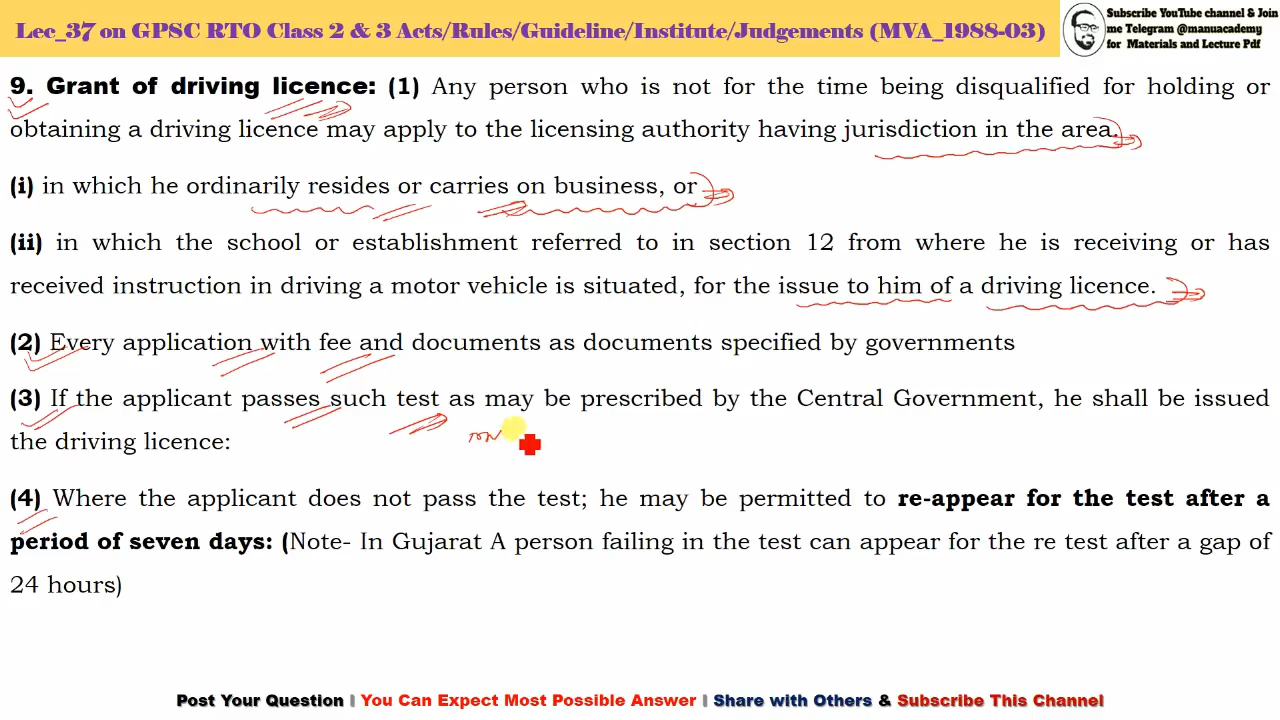 Lec_37 on GPSC RTO Class 2 & 3 Acts/Rules/Guideline/Institute/Judgements (MVA_1988-03)
Subscribe YouTube channel & Join
me Telegram @manuacademy
for Materials and Lecture Pdf
9. Grant of driving licence: (1) Any person who is not for the time being disqualified for holding or
obtaining a driving licence may apply to the licensing authority having jurisdiction in the area.
(i) in which he ordinarily resides or carries on business, or
(ii) in which the school or establishment referred to in section 12 from where he is receiving or has
received instruction in driving a motor vehicle is situated, for the issue to him of a driving licence.
(2) Every application with fee and documents as documents specified by governments
(3) If the applicant passes such test as may be prescribed by the Central Government, he shall be issued
the driving licence:
(4) Where the applicant does not pass the test; he may be permitted to re-appear for the test after a
period of seven days: (Note- In Gujarat A person failing in the test can appear for the re test after a gap of
24 hours)
Post Your Question | You Can Expect Most Possible Answer | Share with Others & Subscribe This Channel